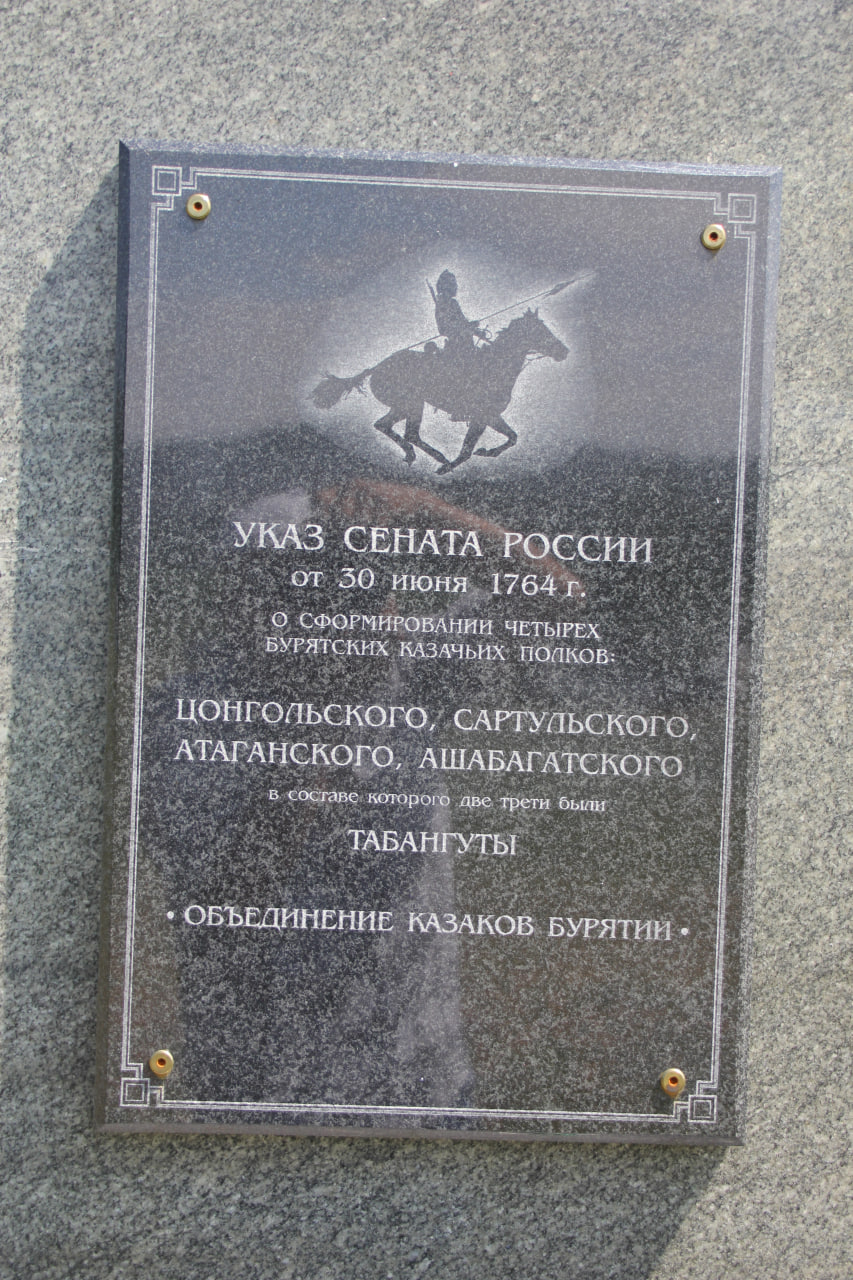 УКАЗ СЕНАТА РОССИИ
от 30 июня 1764 г.
О СФОРМИРОВАНИИ ЧЕТЫРЕХ
БУРЯТСКИХ КАЗАЧЬИХ ПОЛКОВ:
ЦОНГОЛЬСКОГО, САРТУЛЬСКОГО,
АТАГАНСКОГО, АШАБАГАТСКОГО
в составе которого две трети были
ТАБАНГУТЫ
• ОБЪЕДИНЕНИЕ КАЗАКОВ БУРЯТИИ •